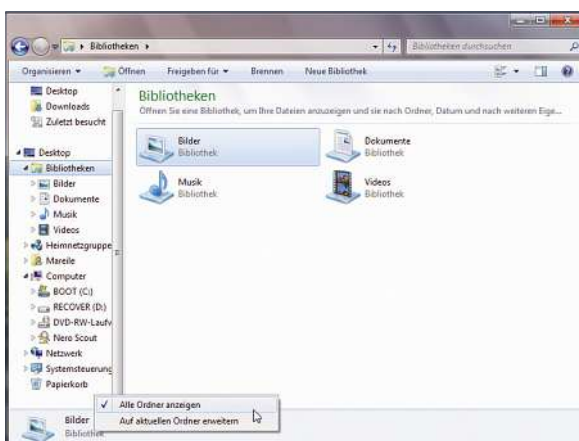 Bibliotheken
Bibliotheken durchsuchen
Organisieren Öffnen Freigeben für Brennen Neue Bibliothek
Desktop
Downloads
Zuletzt besucht
Desktop
Bibliotheken
Bilder
Dokumente
Musik
Videos
Heimnetzgruppe
Mareile
Computer
BOOT (C:)
RECOVER (D:)
DVD-RW-Laufw
Nero Scout
Netzwerk
Systemsteuerung
Papierkorb
Bibliotheken
Öffnen Sie eine Bibliothek, um Ihre Dateien anzuzeigen und sie nach Ordner, Datum und nach weiteren Eige...
Bilder
Bibliothek
Dokumente
Bibliothek
Musik
Bibliothek
Videos
Bibliothek
✓ Alle Ordner anzeigen
Auf aktuellen Ordner erweitern
Bilder
Bibliothek